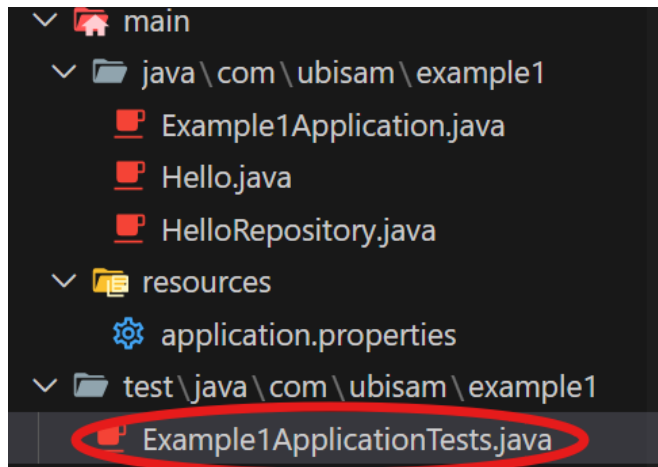 main
java\com\ubisam\example1
Example1Application.java
Hello.java
HelloRepository.java
resources
application.properties
test\java\com\ubisam\example1
Example1ApplicationTests.java